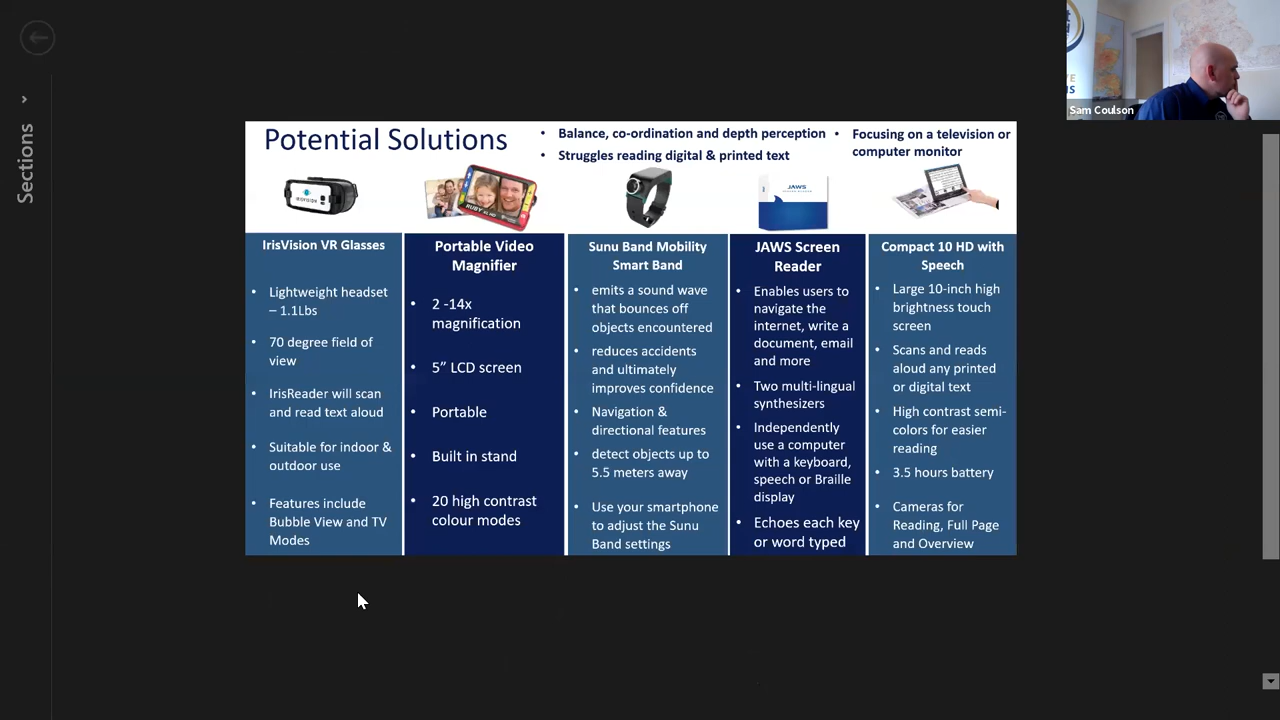 Sections
Potential Solutions
• Balance, co-ordination and depth perception
• Struggles reading digital & printed text
• Focusing on a television or
computer monitor
IrisVision VR Glasses
• Lightweight headset
– 1.1Lbs
• 70 degree field of
view
• IrisReader will scan
and read text aloud
• Suitable for indoor &
outdoor use
• Features include
Bubble View and TV
Modes
RUBY XL HD
Portable Video
Magnifier
• 2 -14x
magnification
• 5” LCD screen
• Portable
• Built in stand
• 20 high contrast
colour modes
Sunu Band Mobility
Smart Band
• emits a sound wave
that bounces off
objects encountered
• reduces accidents
and ultimately
improves confidence
• Navigation &
directional features
• detect objects up to
5.5 meters away
• Use your smartphone
to adjust the Sunu
Band settings
JAWS
JAWS Screen
Reader
• Enables users to
navigate the
internet, write a
document, email
and more
• Two multi-lingual
synthesizers
• Independently
use a computer
with a keyboard,
speech or Braille
display
• Echoes each key
or word typed
Compact 10 HD with
Speech
• Large 10-inch high
brightness touch
screen
• Scans and reads
aloud any printed
or digital text
• High contrast semi-
colors for easier
reading
• 3.5 hours battery
• Cameras for
Reading, Full Page
and Overview
Sam Coulson